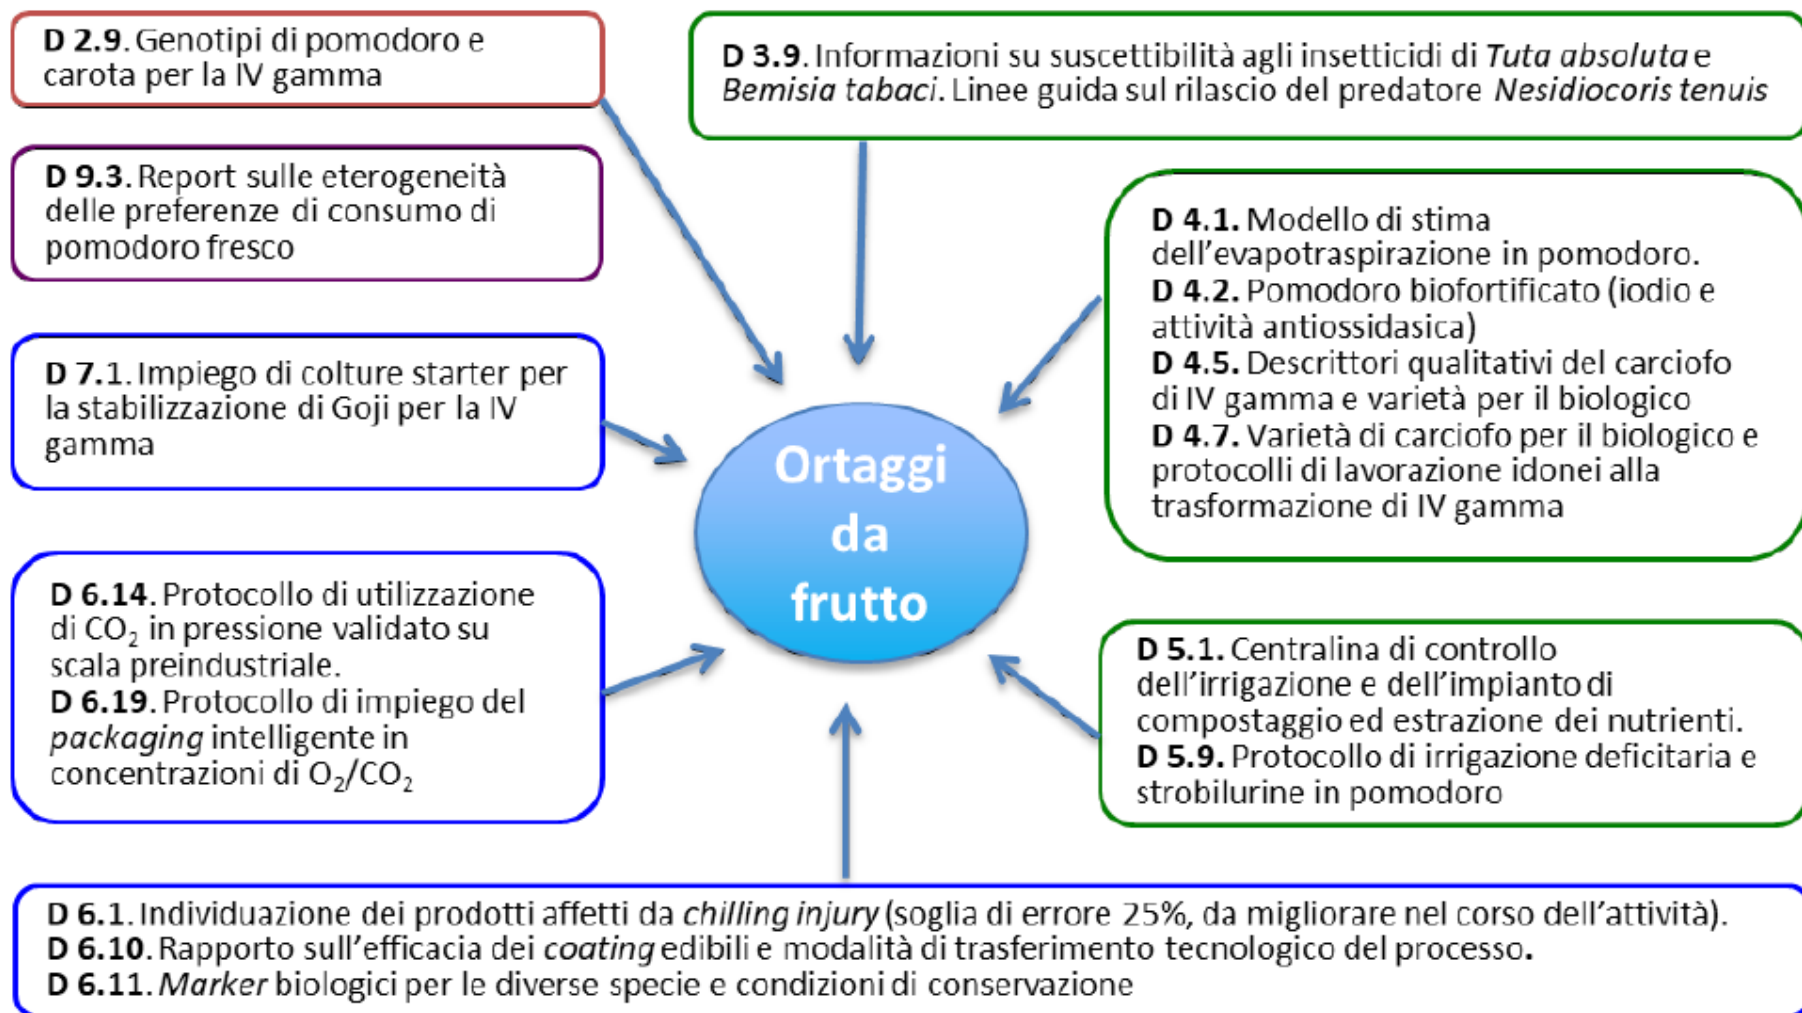 D 2.9. Genotipi di pomodoro e
carota per la IV gamma
D 3.9. Informazioni su suscettibilità agli insetticidi di Tuta absoluta e
Bemisia tabaci. Linee guida sul rilascio del predatore Nesidiocoris tenuis
D 9.3. Report sulle eterogeneità
delle preferenze di consumo di
pomodoro fresco
D 4.1. Modello di stima
dell'evapotraspirazione in pomodoro.
D 4.2. Pomodoro biofortificato (iodio e
attività antiossidasica)
D 4.5. Descrittori qualitativi del carciofo
di IV gamma e varietà per il biologico
D 4.7. Varietà di carciofo per il biologico e
protocolli di lavorazione idonei alla
trasformazione di IV gamma
D 7.1. Impiego di colture starter per
la stabilizzazione di Goji per la IV
gamma
Ortaggi
da
frutto
D 6.14. Protocollo di utilizzazione
di CO₂ in pressione validato su
scala preindustriale.
D 6.19. Protocollo di impiego del
packaging intelligente in
concentrazioni di O₂/CO₂
D 5.1. Centralina di controllo
dell'irrigazione e dell'impianto di
compostaggio ed estrazione dei nutrienti.
D 5.9. Protocollo di irrigazione deficitaria e
strobilurine in pomodoro
D 6.1. Individuazione dei prodotti affetti da chilling injury (soglia di errore 25%, da migliorare nel corso dell'attività).
D 6.10. Rapporto sull'efficacia dei coating edibili e modalità di trasferimento tecnologico del processo.
D 6.11. Marker biologici per le diverse specie e condizioni di conservazione